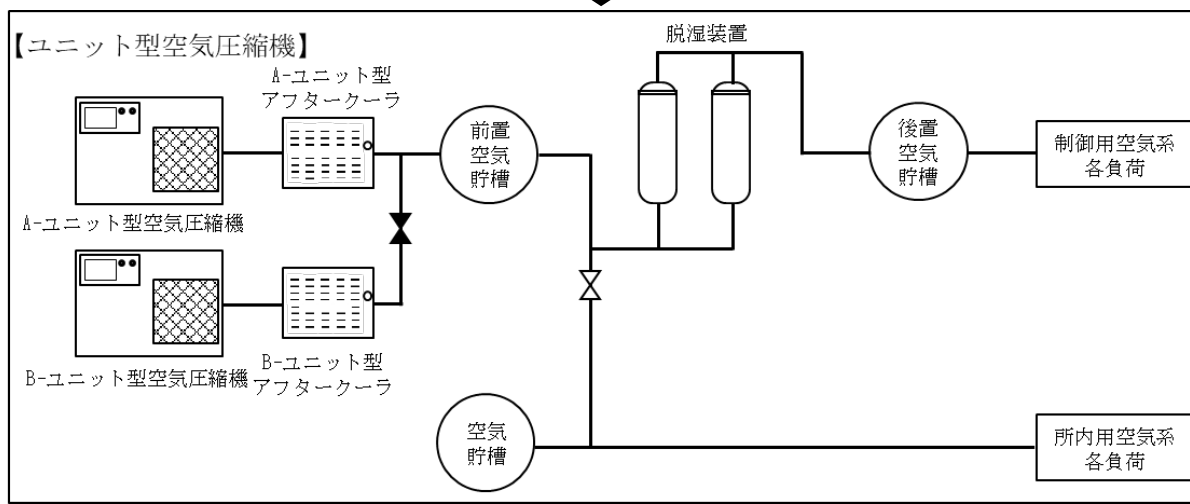 【ユニット型空気圧縮機】
A-ユニット型
アフタークーラ
脱湿装置
前置
空気
貯槽
後置
空気
貯槽
制御用空気系
各負荷
A-ユニット型空気圧縮機
B-ユニット型空気圧縮機
B-ユニット型
アフタークーラ
空気
貯槽
所内用空気系
各負荷